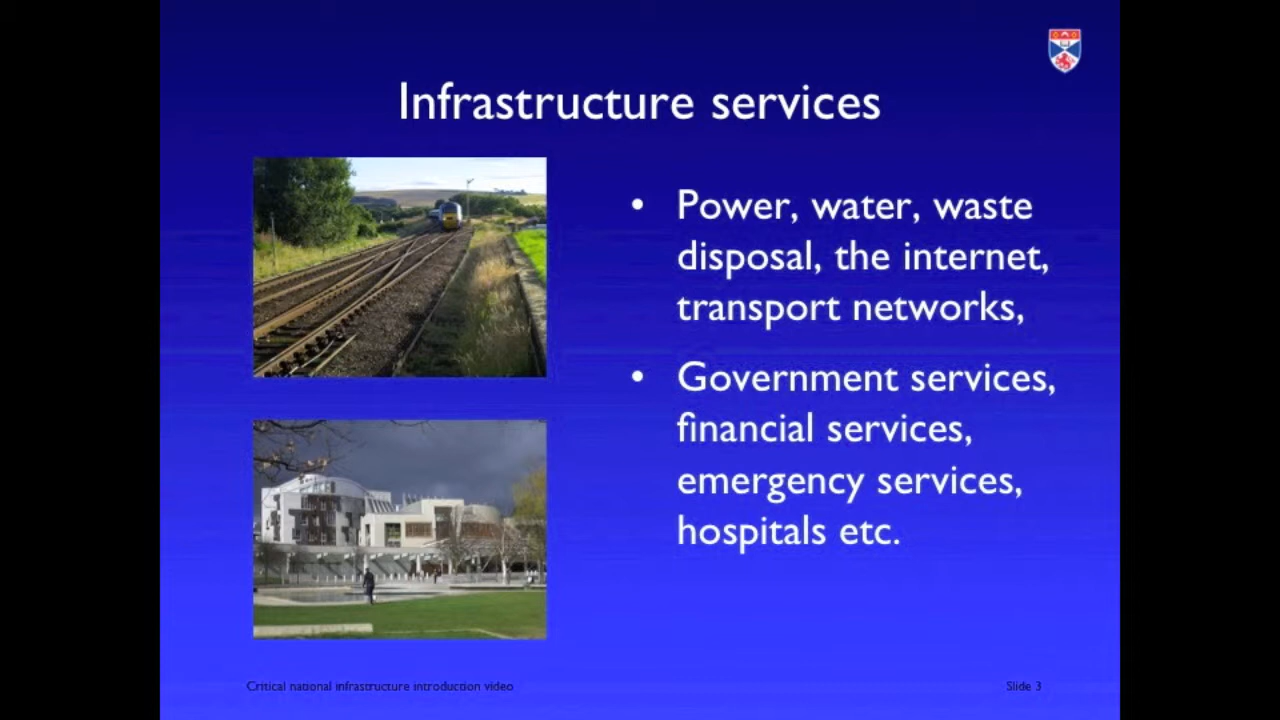 Infrastructure services
• Power, water, waste
disposal, the internet,
transport networks,
• Government services,
financial services,
emergency services,
hospitals etc.
Critical national infrastructure introduction video
Slide 3